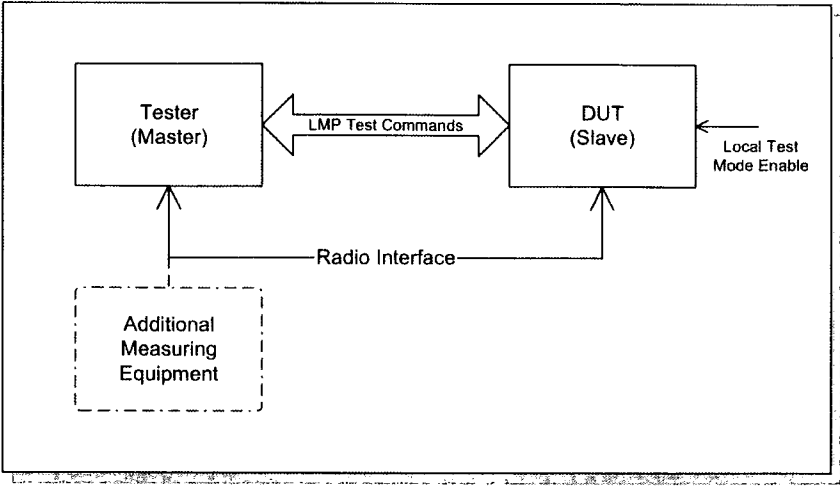 Tester
(Master)
LMP Test Commands
DUT
(Slave)
Local Test
Mode Enable
Radio Interface
Additional
Measuring
Equipment